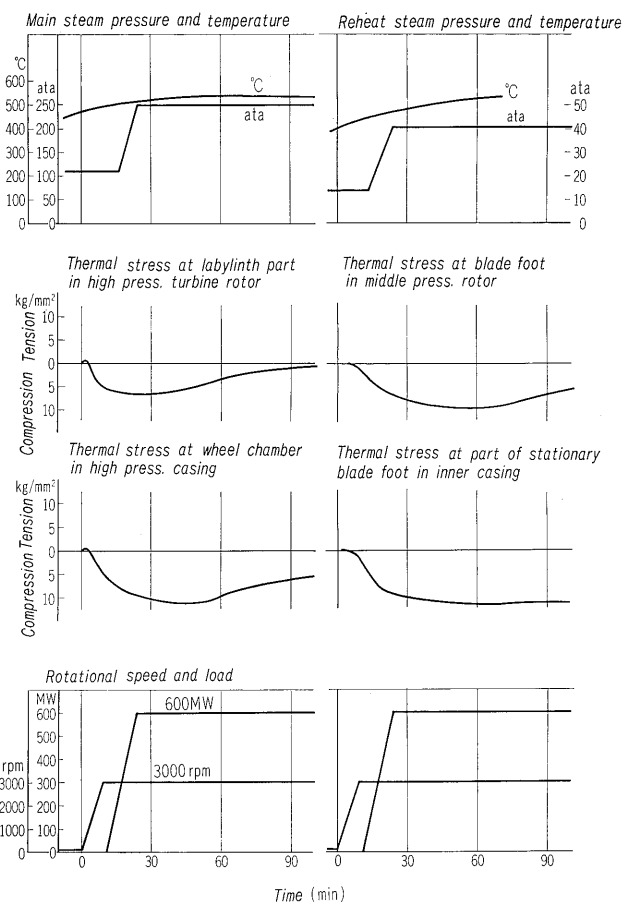 Main steam pressure and temperature
Reheat steam pressure and temperature
℃
600
500
400
300
200
100
0
ata
250
200
150
100
50
0
℃
ata
℃
ata
ata
50
40
30
20
10
0
Thermal stress at labylinth part
in high press. turbine rotor
Thermal stress at blade foot
in middle press. rotor
kg/mm²
Compression Tension
10
5
0
5
10
Thermal stress at wheel chamber
in high press. casing
Thermal stress at part of stationary
blade foot in inner casing
kg/mm²
Compression Tension
10
5
0
5
10
Rotational speed and load
MW
600
500
400
300
200
100
0
rpm
3000
2000
1000
0
600MW
3000 rpm
0 30 60 90
0 30 60 90
Time (min)